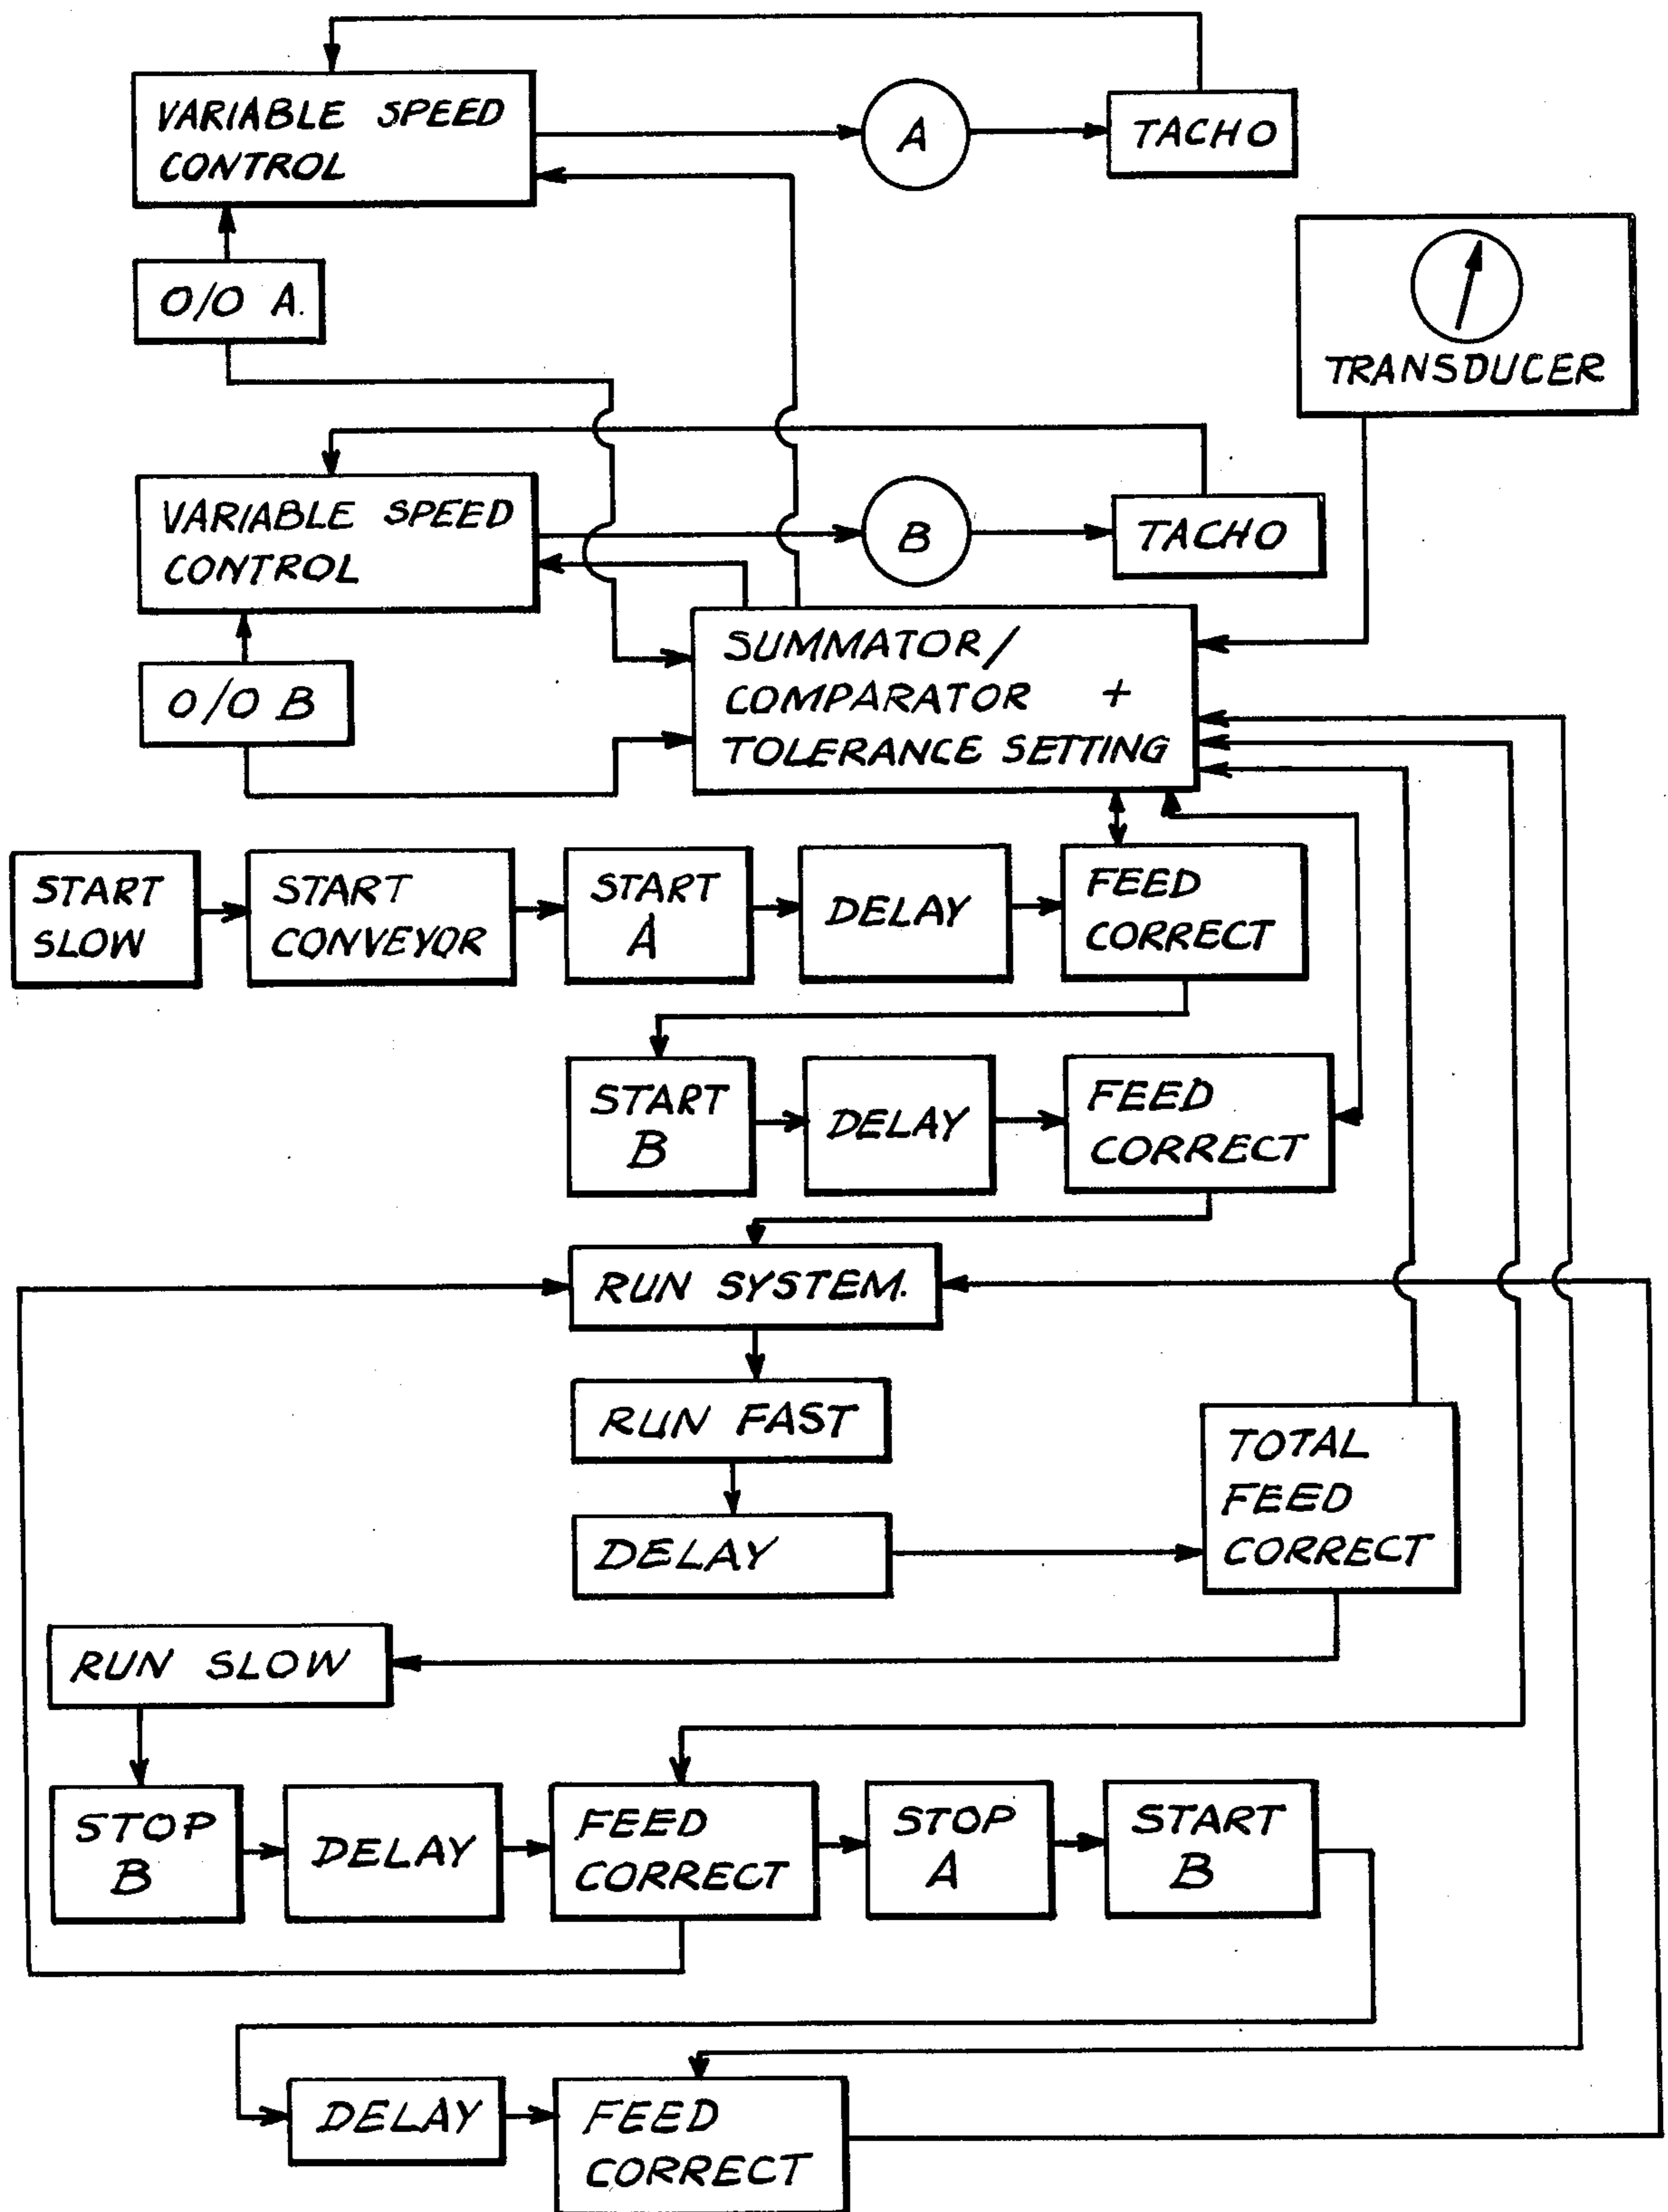 VARIABLE SPEED
CONTROL
A
TACHO
O/O A.
TRANSDUCER
VARIABLE SPEED
CONTROL
B
TACHO
O/O B
SUMMATOR/
COMPARATOR +
TOLERANCE SETTING
START
SLOW
START
CONVEYOR
START
A
DELAY
FEED
CORRECT
START
B
DELAY
FEED
CORRECT
RUN SYSTEM.
RUN FAST
DELAY
TOTAL
FEED
CORRECT
RUN SLOW
STOP
B
DELAY
FEED
CORRECT
STOP
A
START
B
DELAY
FEED
CORRECT